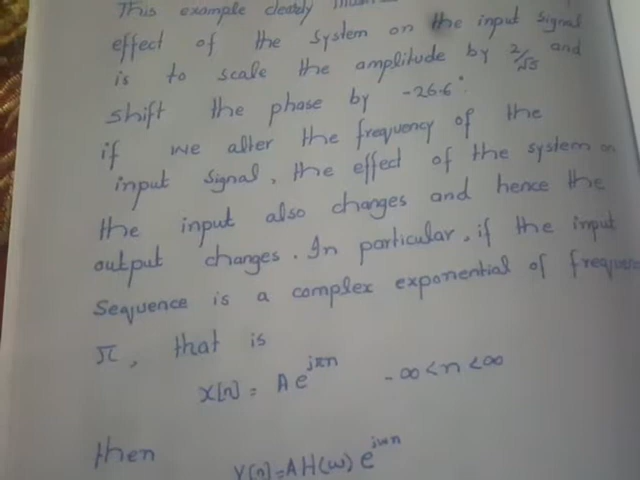 This example clearly
effect of the system on the input signal
is to scale the amplitude by 2/√5 and
shift the phase by -26.6°.
if we alter the frequency of the
input signal, the effect of the system on
the input also changes and hence the
output changes. In particular, if the input
Sequence is a complex exponential of freque
π, that is
x[n] = A e^jπn -∞<n<∞
then
y[n]=AH(ω) e^jωn